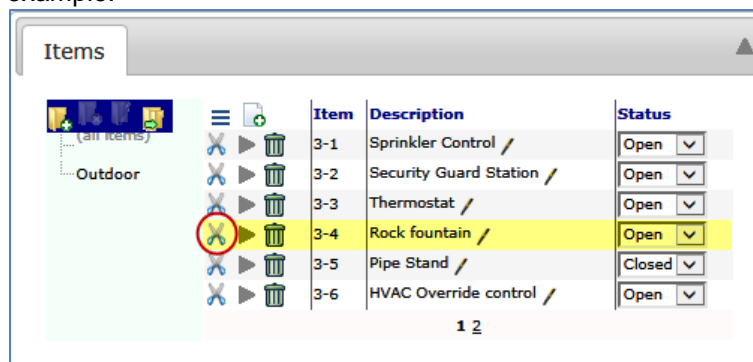 example:
Items
Item Description Status
(all items)
Outdoor
3-1 Sprinkler Control Open
3-2 Security Guard Station Open
3-3 Thermostat Open
3-4 Rock fountain Open
3-5 Pipe Stand Closed
3-6 HVAC Override control Open
1 2